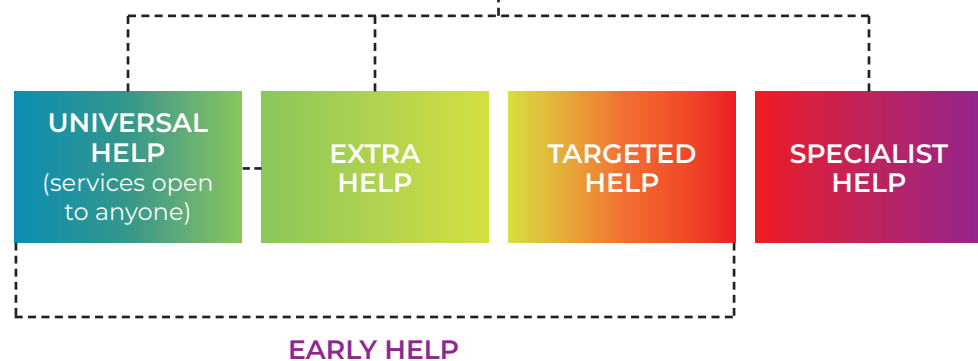 UNIVERSAL
HELP
(services open
to anyone)
EXTRA
HELP
TARGETED
HELP
SPECIALIST
HELP
EARLY HELP